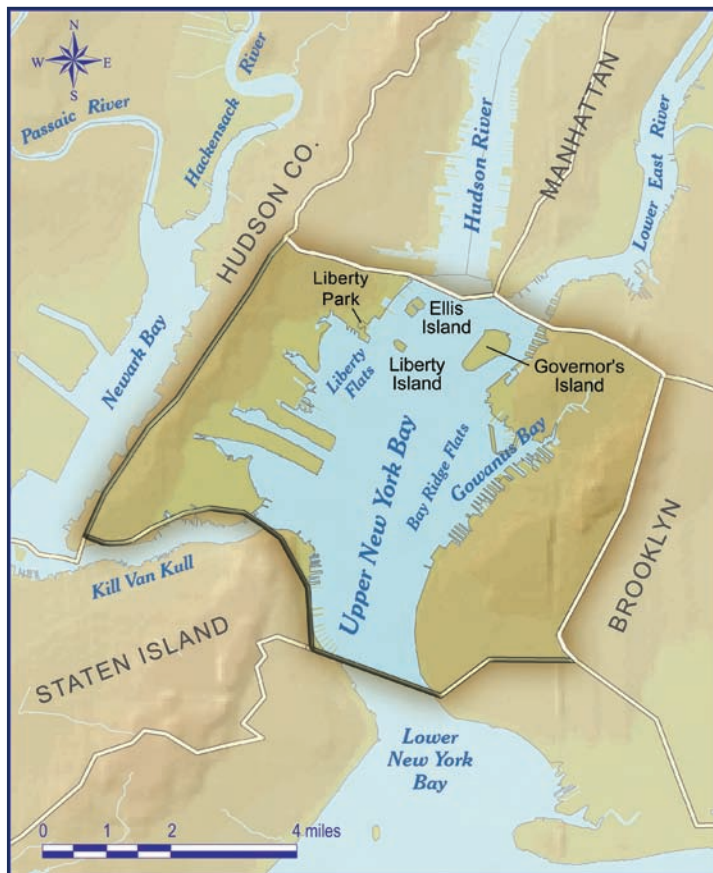 N
W E
S
Passaic River
Hackensack
River
HUDSON CO.
Hudson River
MANHATTAN
Lower East River
Newark Bay
Liberty
Park
Ellis
Island
Liberty
Flats
Liberty
Island
Governor's
Island
Upper New York Bay
Bay Ridge Flats
Gowanus Bay
Kill Van Kull
STATEN ISLAND
BROOKLYN
Lower
New York
Bay
0 1 2 4 miles